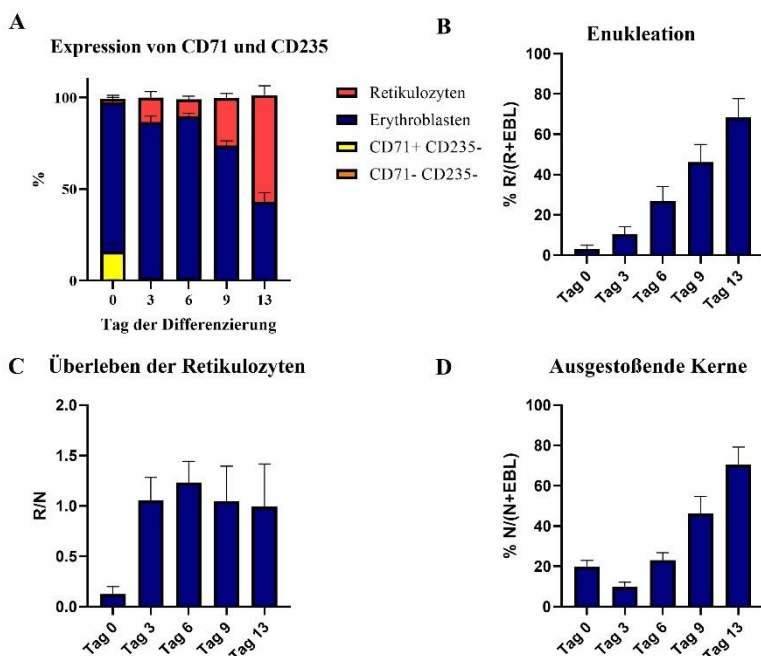 A
Expression von CD71 und CD235
100
50
0
%
0 3 6 9 13
Tag der Differenzierung
Retikulozyten
Erythroblasten
CD71+ CD235-
CD71- CD235-
B
Enukleation
% R/(R+EBL)
100
80
60
40
20
0
Tag 0 Tag 3 Tag 6 Tag 9 Tag 13
C
Überleben der Retikulozyten
R/N
2.0
1.5
1.0
0.5
0.0
Tag 0 Tag 3 Tag 6 Tag 9 Tag 13
D
Ausgestoßende Kerne
% N/(N+EBL)
100
80
60
40
20
0
Tag 0 Tag 3 Tag 6 Tag 9 Tag 13